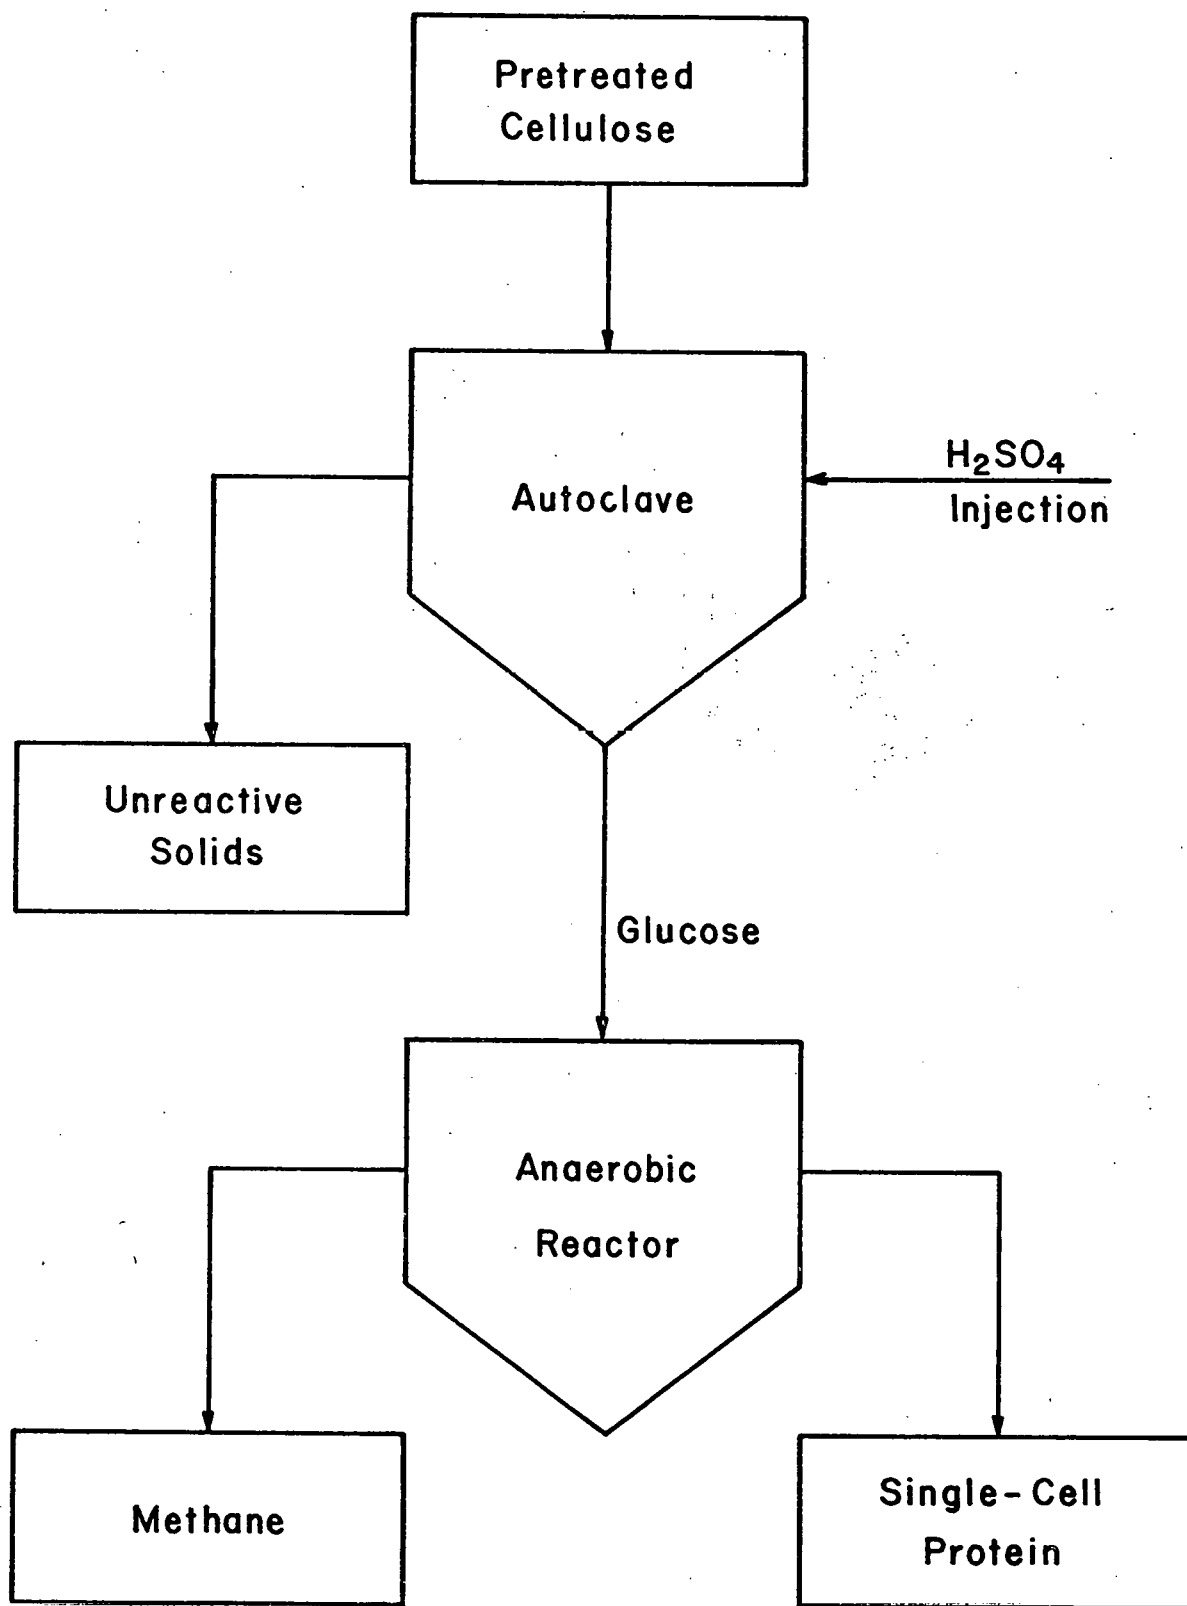 Pretreated
Cellulose
H₂SO₄
Injection
Autoclave
Unreactive
Solids
Glucose
Anaerobic
Reactor
Methane
Single-Cell
Protein